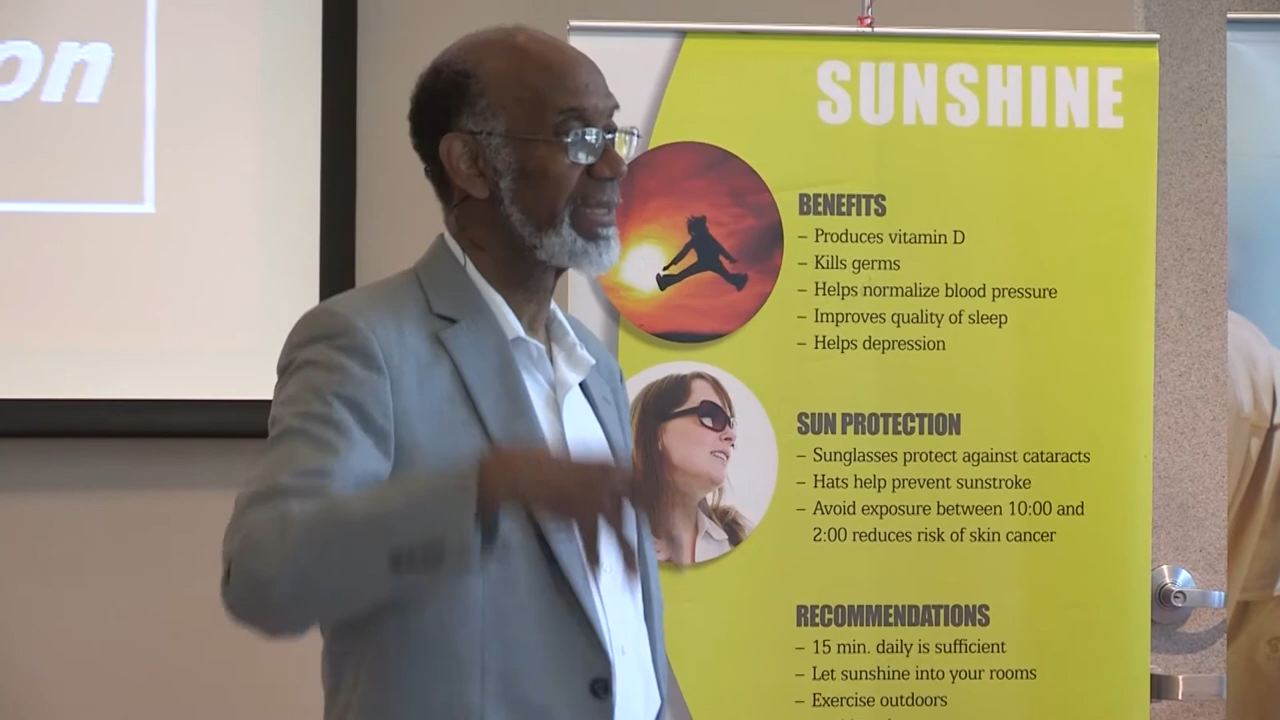 on
SUNSHINE
BENEFITS
– Produces vitamin D
– Kills germs
– Helps normalize blood pressure
– Improves quality of sleep
– Helps depression
SUN PROTECTION
– Sunglasses protect against cataracts
– Hats help prevent sunstroke
– Avoid exposure between 10:00 and
2:00 reduces risk of skin cancer
RECOMMENDATIONS
– 15 min. daily is sufficient
– Let sunshine into your rooms
– Exercise outdoors